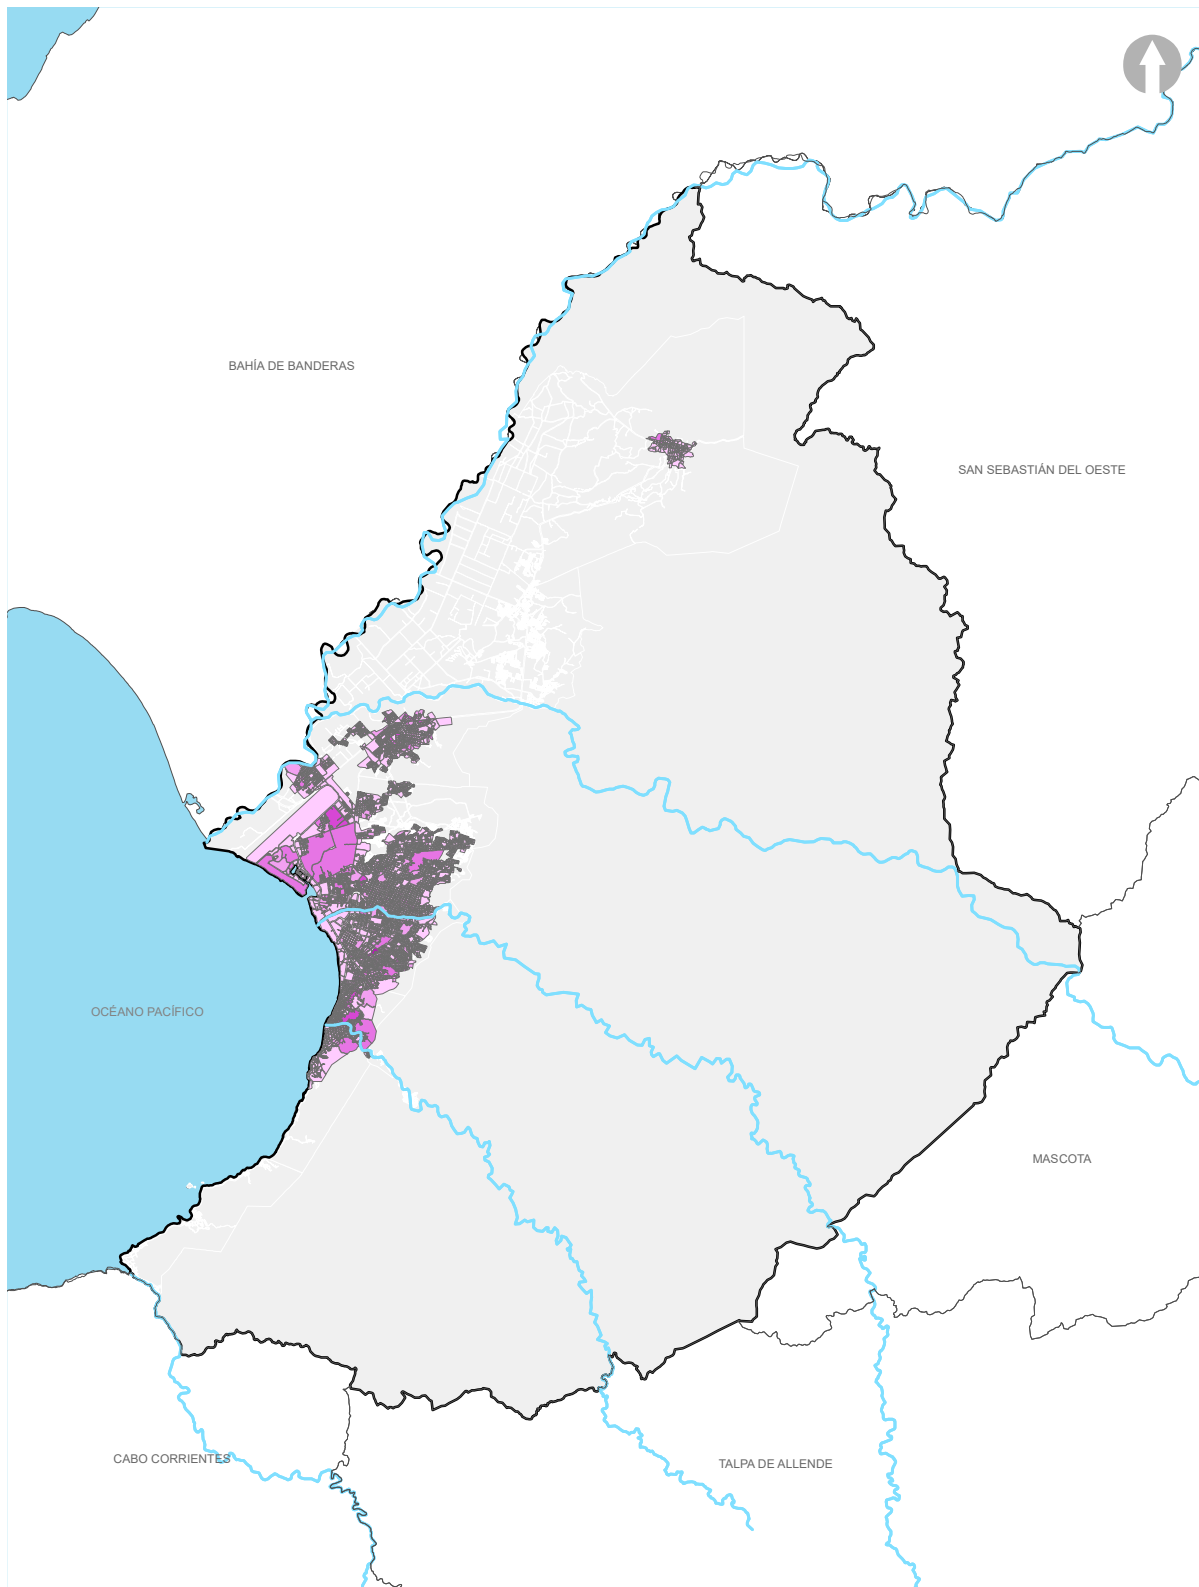 BAHÍA DE BANDERAS
SAN SEBASTIÁN DEL OESTE
OCÉANO PACÍFICO
MASCOTA
CABO CORRIENTES
TALPA DE ALLENDE